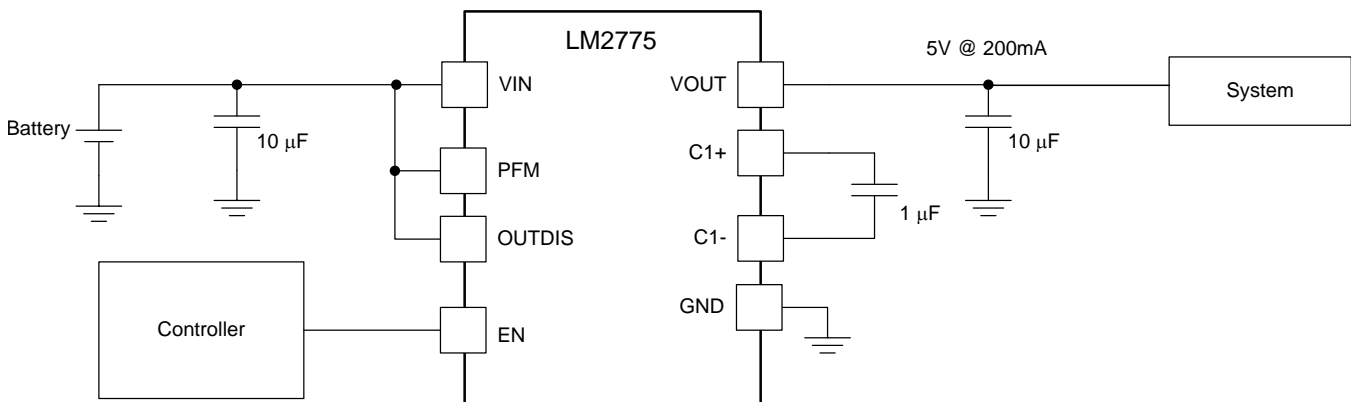 LM2775
5V @ 200mA
VIN
VOUT
System
Battery
10 μF
10 μF
C1+
PFM
1 μF
OUTDIS
C1-
GND
Controller
EN